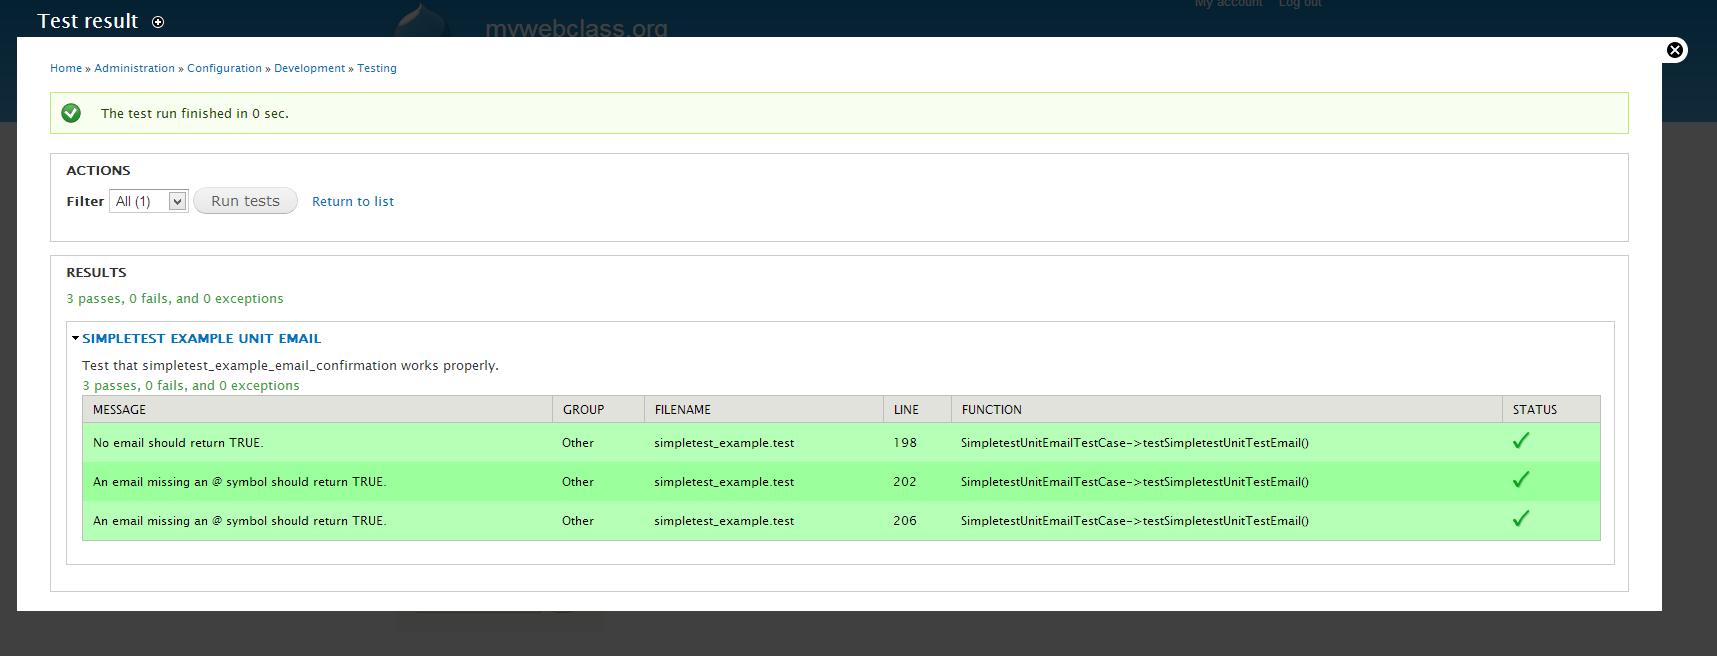 My account Log out
Test result
mywebclass.org
Home » Administration » Configuration » Development » Testing
The test run finished in 0 sec.
ACTIONS
Filter All (1) Run tests Return to list
RESULTS
3 passes, 0 fails, and 0 exceptions
SIMPLETEST EXAMPLE UNIT EMAIL
Test that simpletest_example_email_confirmation works properly.
3 passes, 0 fails, and 0 exceptions
MESSAGE GROUP FILENAME LINE FUNCTION STATUS
No email should return TRUE. Other simpletest_example.test 198 SimpletestUnitEmailTestCase->testSimpletestUnitTestEmail()
An email missing an @ symbol should return TRUE. Other simpletest_example.test 202 SimpletestUnitEmailTestCase->testSimpletestUnitTestEmail()
An email missing an @ symbol should return TRUE. Other simpletest_example.test 206 SimpletestUnitEmailTestCase->testSimpletestUnitTestEmail()